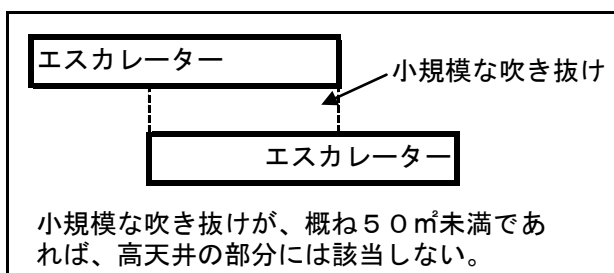 エスカレーター
小規模な吹き抜け
エスカレーター
小規模な吹き抜けが、概ね５０㎡未満であ
れば、高天井の部分には該当しない。